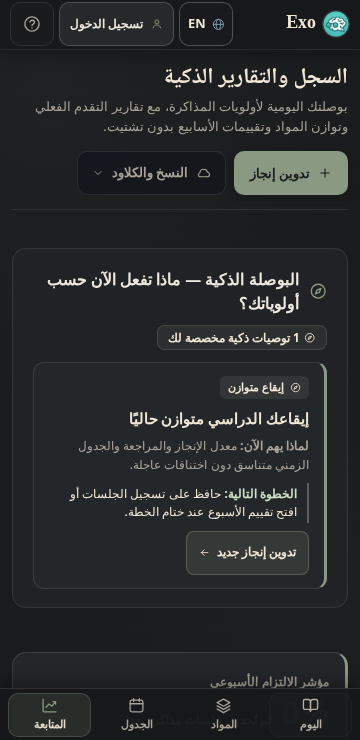 Exo
EN
تسجيل الدخول
السجل والتقارير الذكية
بوصلتك اليومية لأولويات المذاكرة، مع تقارير التقدم الفعلي
وتوازن المواد وتقييمات الأسابيع بدون تشتيت.
تدوين إنجاز
النسخ والكلاود
البوصلة الذكية — ماذا تفعل الآن حسب
أولوياتك؟
1 توصيات ذكية مخصصة لك
إيقاع متوازن
إيقاعك الدراسي متوازن حاليًا
لماذا يهم الآن: معدل الإنجاز والمراجعة والجدول
الزمني متناسق دون اختناقات عاجلة.
الخطوة التالية: حافظ على تسجيل الجلسات أو
افتح تقييم الأسبوع عند ختام الخطة.
تدوين إنجاز جديد
مؤشر الالتزام الأسبوعي
اليوم
المواد
الجدول
المتابعة